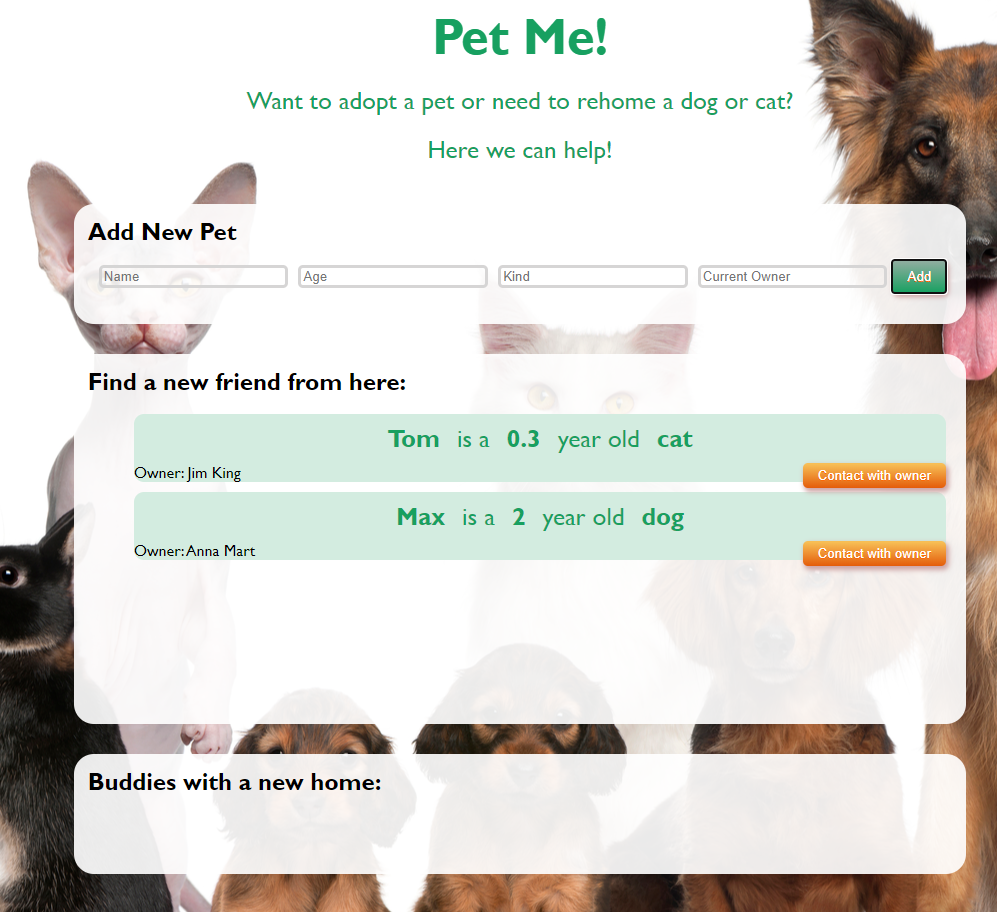 Pet Me!
Want to adopt a pet or need to rehome a dog or cat?
Here we can help!
Add New Pet
Name Age Kind Current Owner Add
Find a new friend from here:
Tom is a 0.3 year old cat
Owner: Jim King Contact with owner
Max is a 2 year old dog
Owner: Anna Mart Contact with owner
Buddies with a new home: